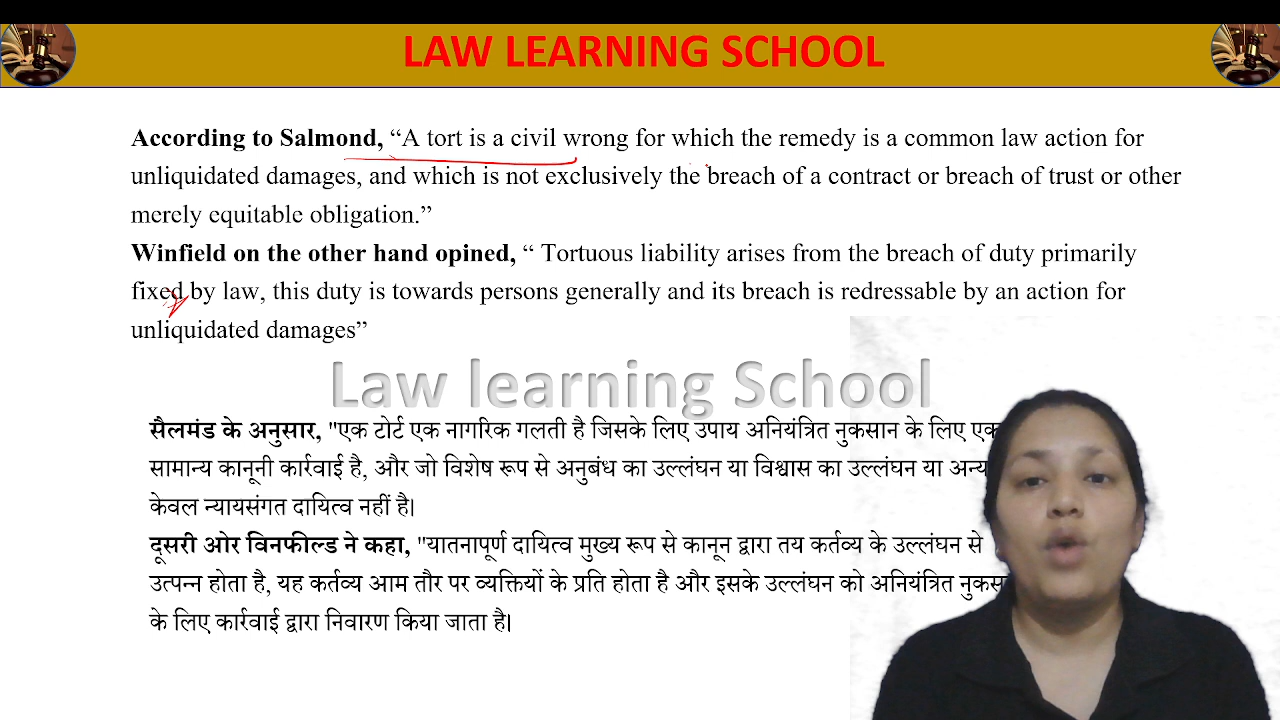 LAW LEARNING SCHOOL
According to Salmond, “A tort is a civil wrong for which the remedy is a common law action for
unliquidated damages, and which is not exclusively the breach of a contract or breach of trust or other
merely equitable obligation.”
Winfield on the other hand opined, “ Tortuous liability arises from the breach of duty primarily
fixed by law, this duty is towards persons generally and its breach is redressable by an action for
unliquidated damages”
Law learning School
सैलमंड के अनुसार, "एक टोर्ट एक नागरिक गलती है जिसके लिए उपाय अनियंत्रित नुकसान के लिए एक
सामान्य कानूनी कार्रवाई है, और जो विशेष रूप से अनुबंध का उल्लंघन या विश्वास का उल्लंघन या अन्य
केवल न्यायसंगत दायित्व नहीं है।
दूसरी ओर विनफील्ड ने कहा, "यातनापूर्ण दायित्व मुख्य रूप से कानून द्वारा तय कर्तव्य के उल्लंघन से
उत्पन्न होता है, यह कर्तव्य आम तौर पर व्यक्तियों के प्रति होता है और इसके उल्लंघन को अनियंत्रित
के लिए कार्रवाई द्वारा निवारण किया जाता है।